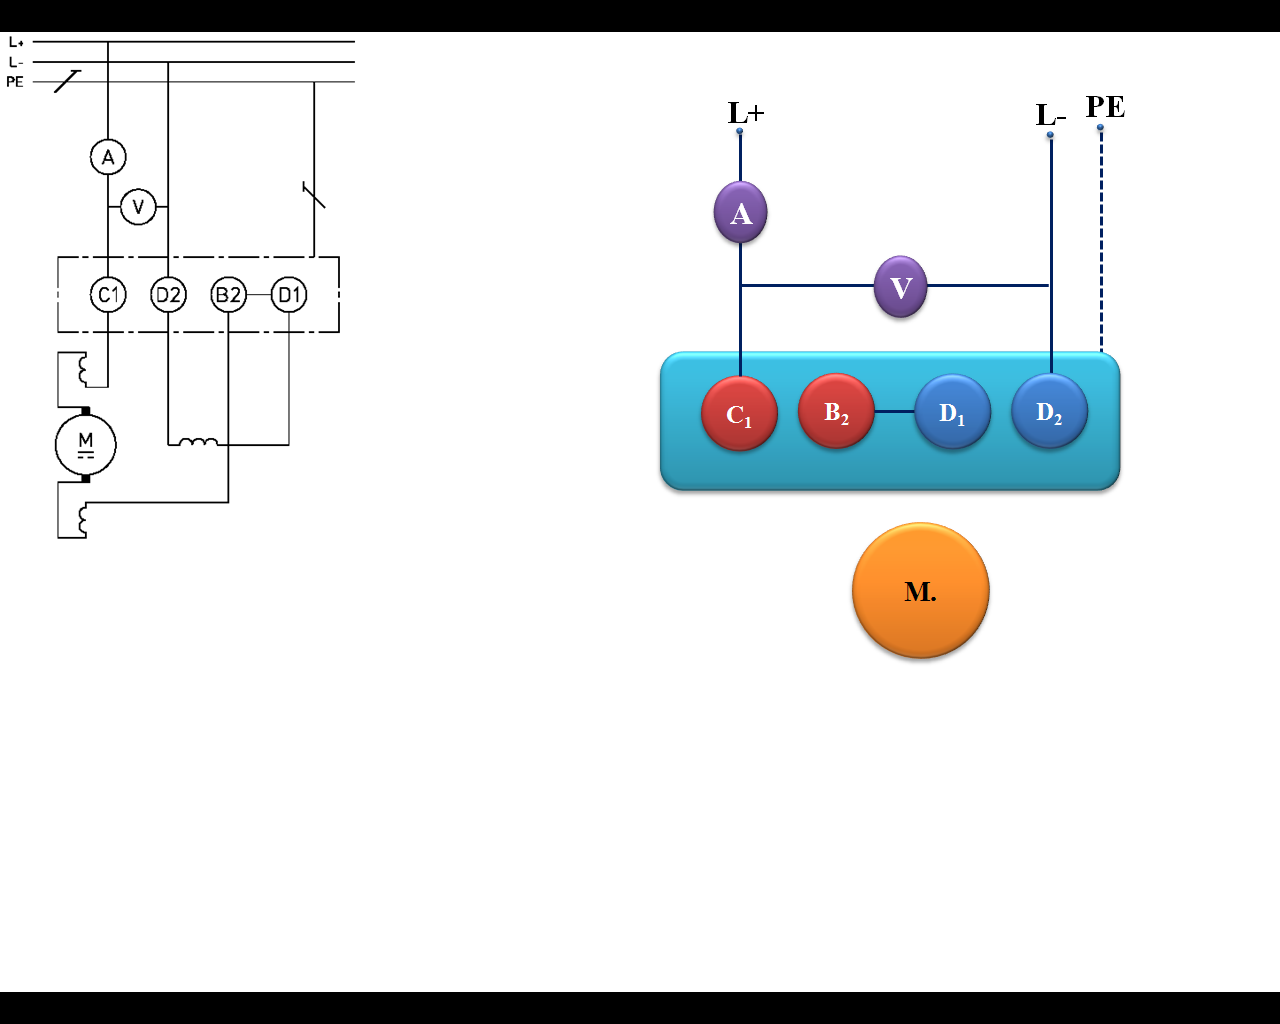 L+
L-
PE
A
V
C1 D2 B2 D1
M
L+ L- PE
A
V
C₁ B₂ D₁ D₂
M.